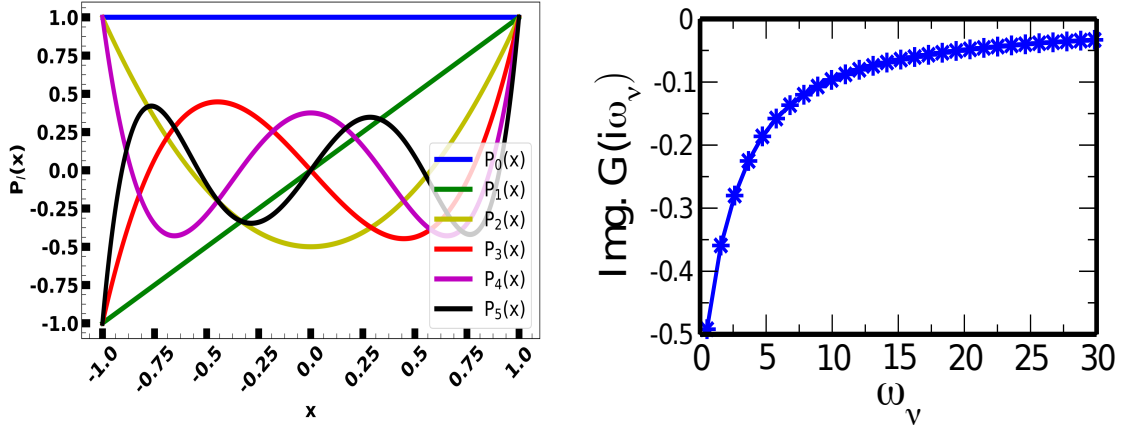 1.0
0.75
0.5
0.25
0.0
-0.25
-0.5
-0.75
-1.0
P_l(x)
P₀(x)
P₁(x)
P₂(x)
P₃(x)
P₄(x)
P₅(x)
-1.0 -0.75 -0.5 -0.25 0.0 0.25 0.50 0.75 1.0
x
0
-0.1
-0.2
-0.3
-0.4
-0.5
Img. G(iω_ν)
0 5 10 15 20 25 30
ω_ν